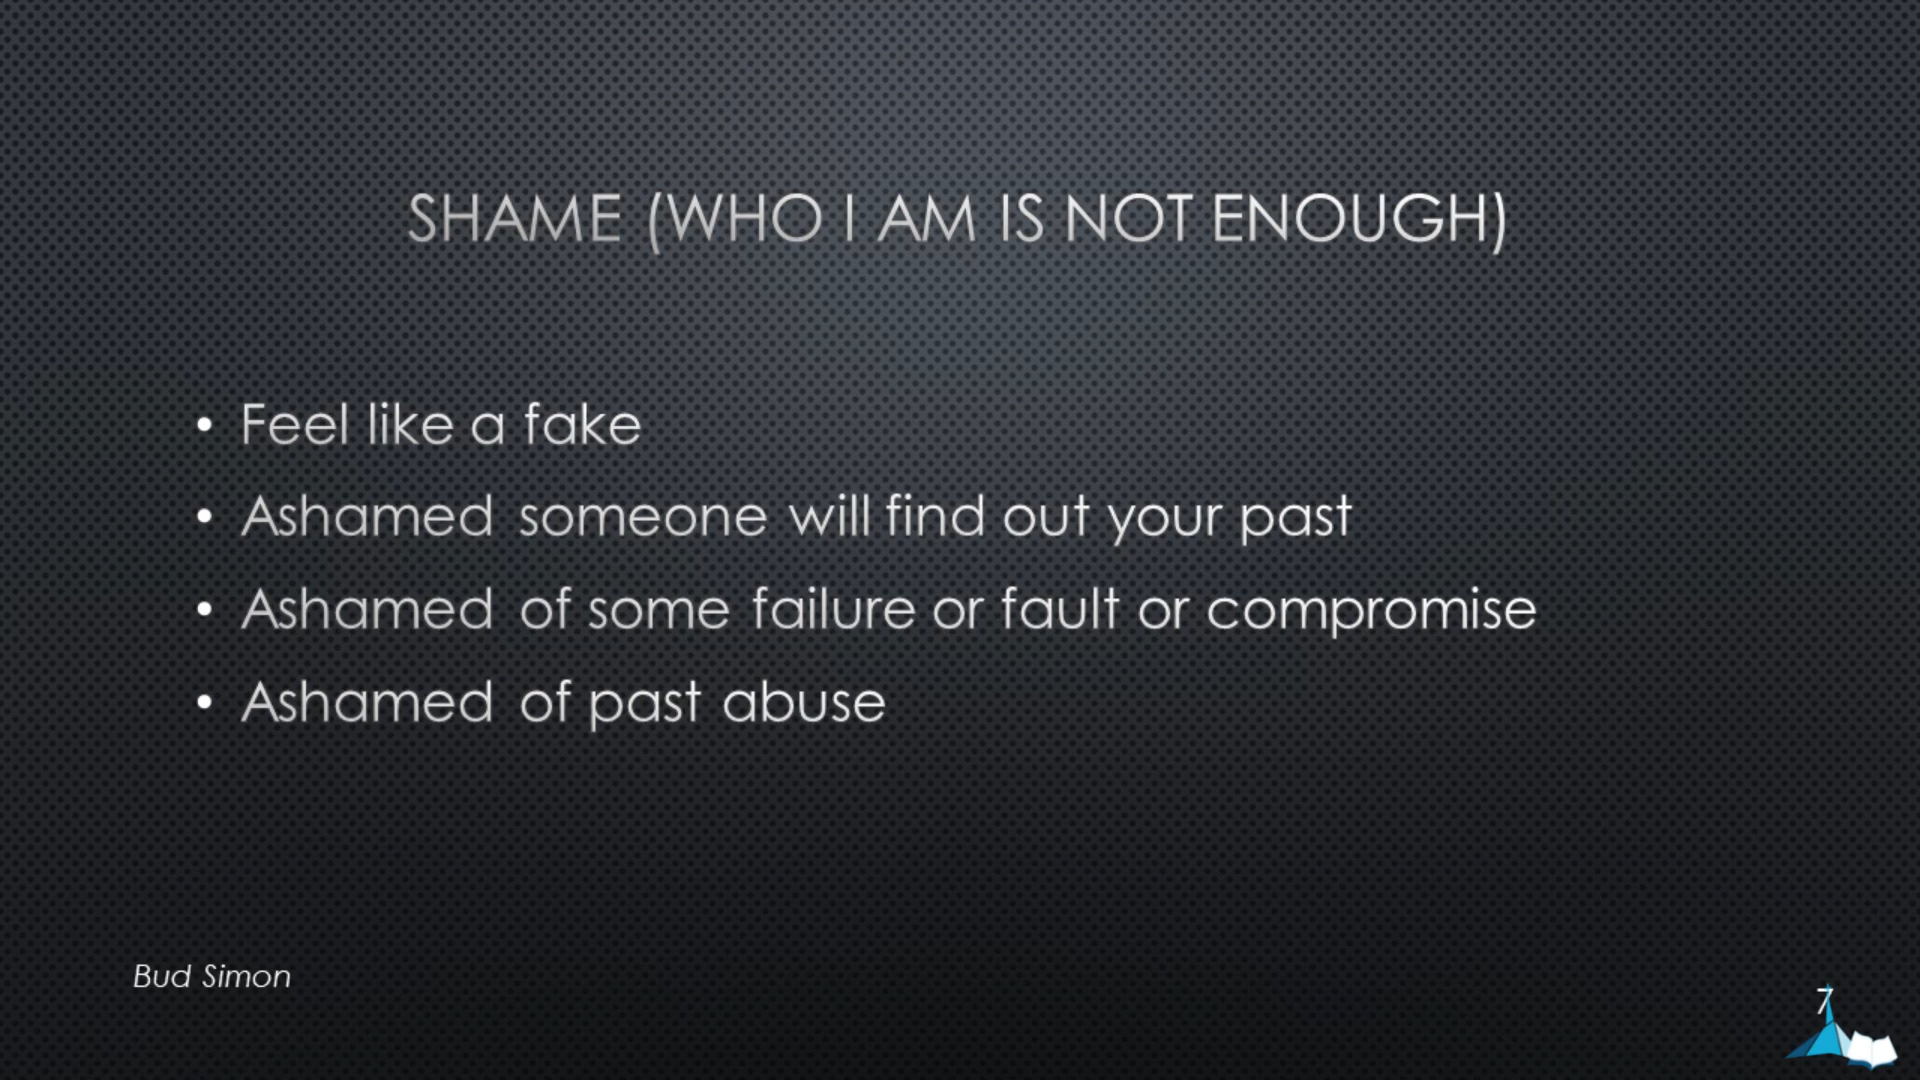 SHAME (WHO I AM IS NOT ENOUGH)
• Feel like a fake
• Ashamed of someone will find out your past
• Ashamed of some failure or fault or compromise
• Ashamed of past abuse
Bud Simon
7